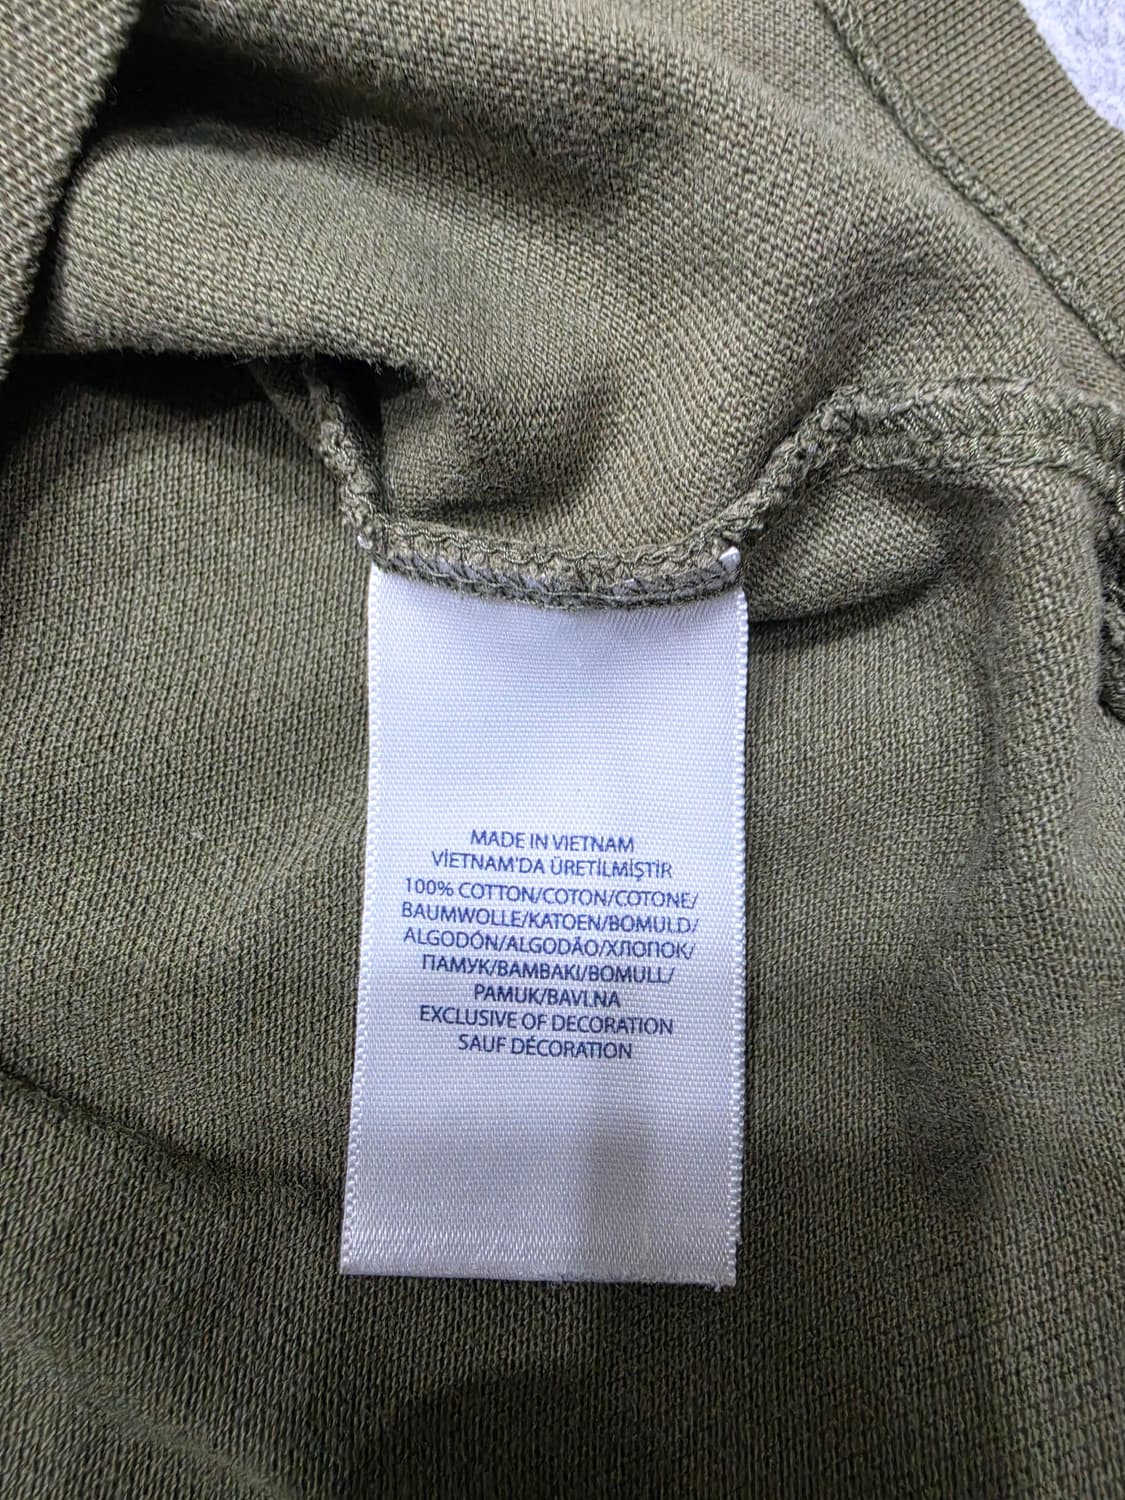 MADE IN VIETNAM
VİETNAM'DA ÜRETİLMİŞTİR
100% COTTON/COTON/COTONE/
BAUMWOLLE/KATOEN/BOMULD/
ALGODÓN/ALGODÃO/ХЛОПОК/
ПАМУК/BAMBAKI/BOMULL/
PAMUK/BAVLNA
EXCLUSIVE OF DECORATION
SAUF DÉCORATION